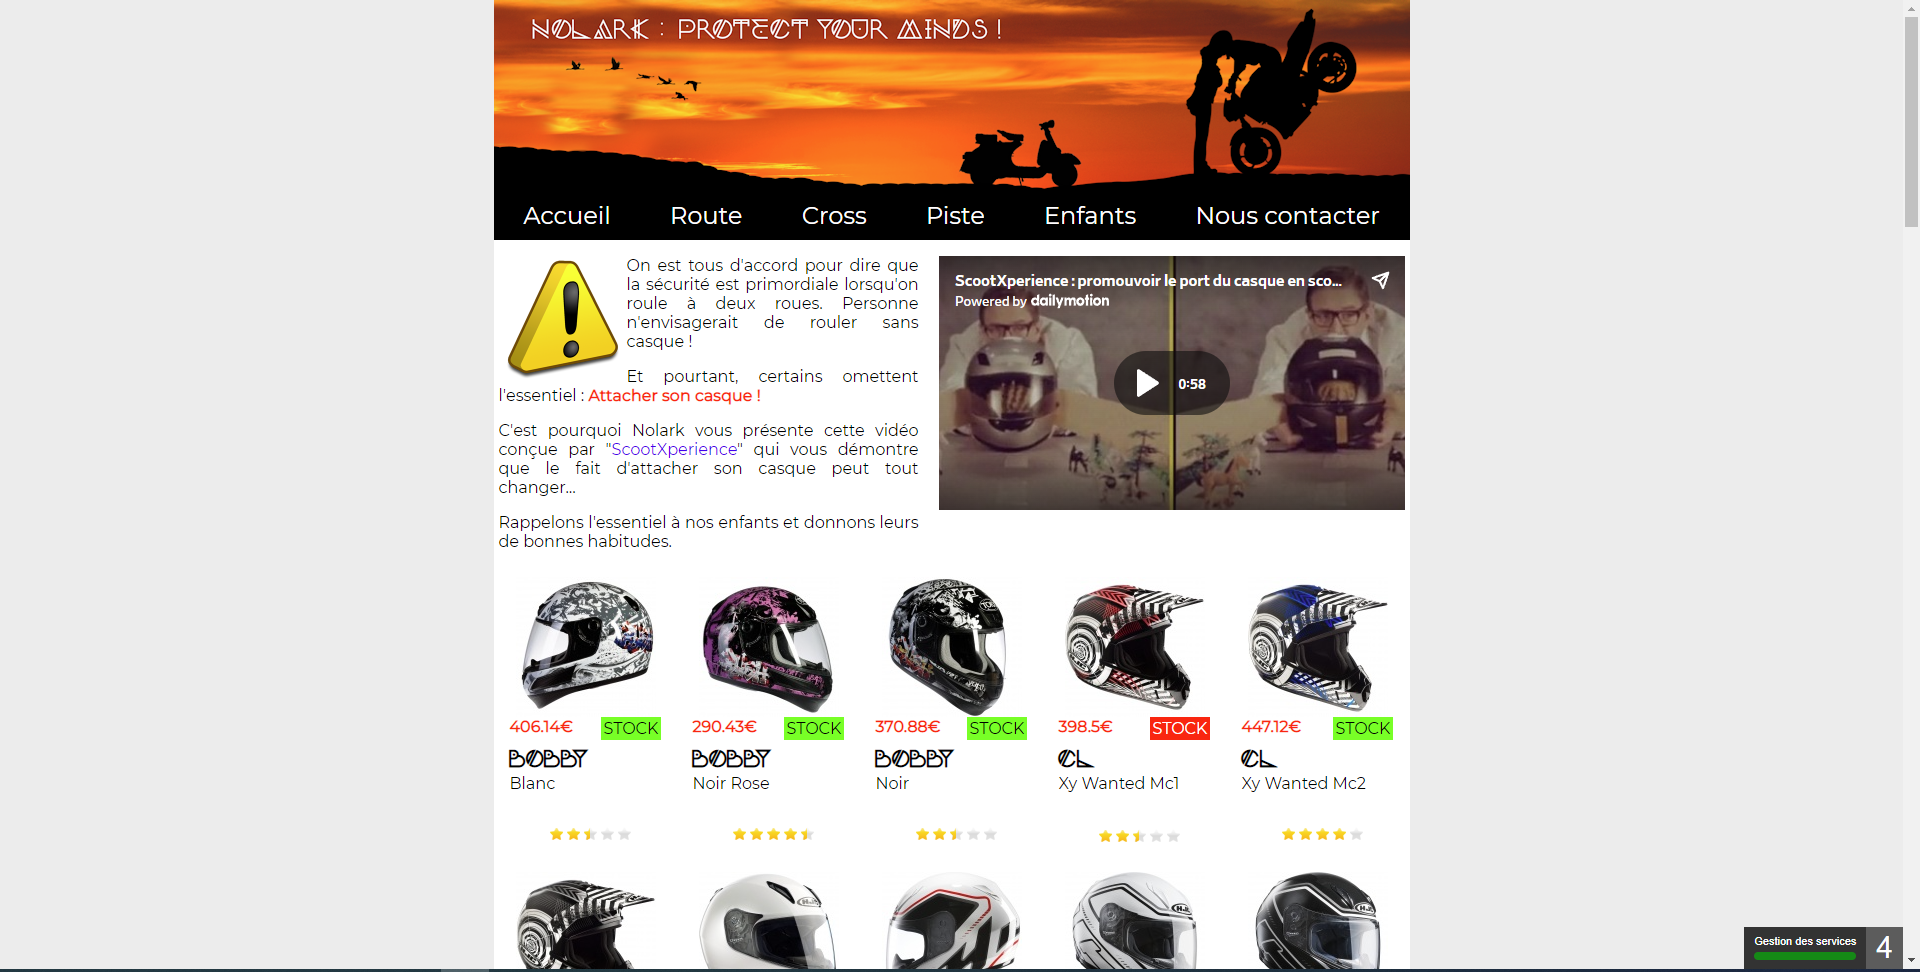 NOLARK : PROTECT YOUR MINDS !
Accueil Route Cross Piste Enfants Nous contacter
On est tous d'accord pour dire que
la sécurité est primordiale lorsqu'on
roule à deux roues. Personne
n'envisagerait de rouler sans
casque !
Et pourtant, certains omettent
l'essentiel : Attacher son casque !
C'est pourquoi Nolark vous présente cette vidéo
conçue par "ScootXperience" qui vous démontre
que le fait d'attacher son casque peut tout
changer...
Rappelons l'essentiel à nos enfants et donnons leurs
de bonnes habitudes.
ScootXperience : promouvoir le port du casque en sco...
Powered by dailymotion
0:58
406.14€ STOCK 290.43€ STOCK 370.88€ STOCK 398.5€ STOCK 447.12€ STOCK
BOBBY BOBBY BOBBY CL CL
Blanc Noir Rose Noir Xy Wanted Mc1 Xy Wanted Mc2
HJC HJC HJC
Gestion des services 4